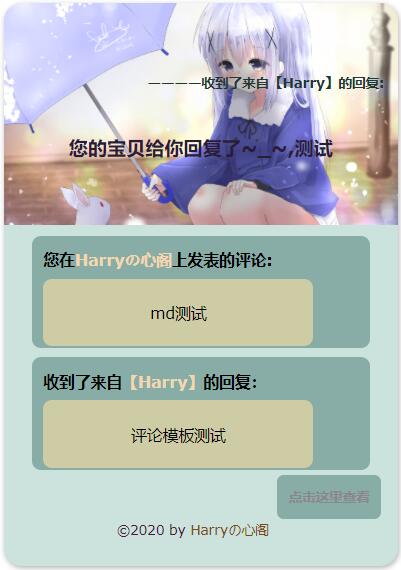 ————收到了来自【Harry】的回复:
您的宝贝给你回复了~_~,测试
您在Harryの心阁上发表的评论:
md测试
收到了来自【Harry】的回复:
评论模板测试
点击这里查看
©2020 by Harryの心阁